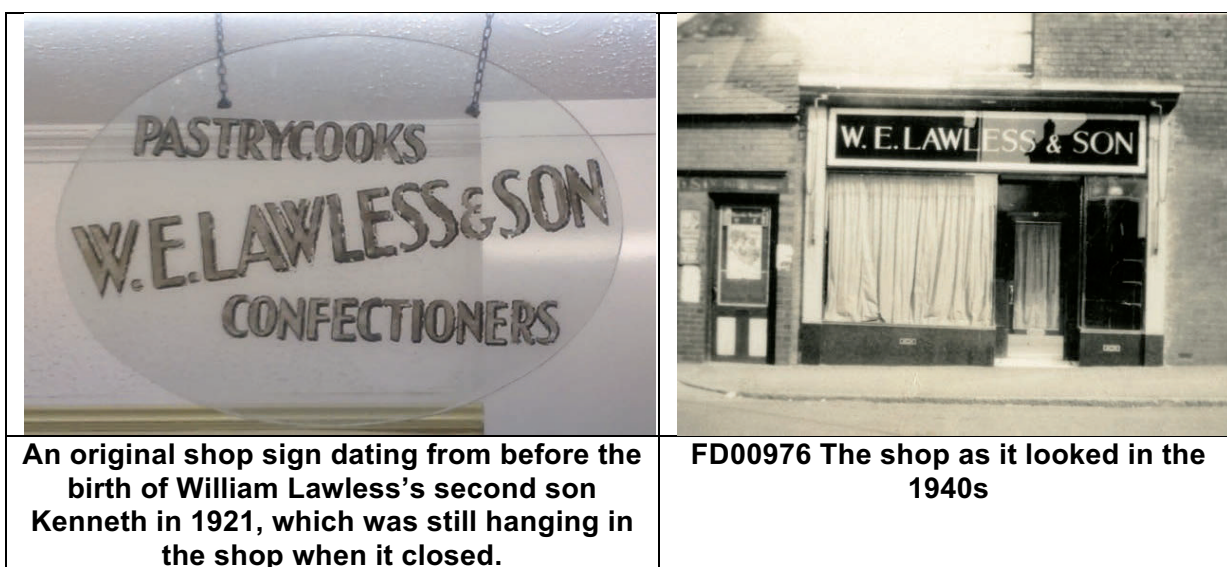 PASTRYCOOKS
W.E.LAWLESS & SON
CONFECTIONERS
W. E. LAWLESS & SON
An original shop sign dating from before the
birth of William Lawless’s second son
Kenneth in 1921, which was still hanging in
the shop when it closed.
FD00976 The shop as it looked in the
1940s